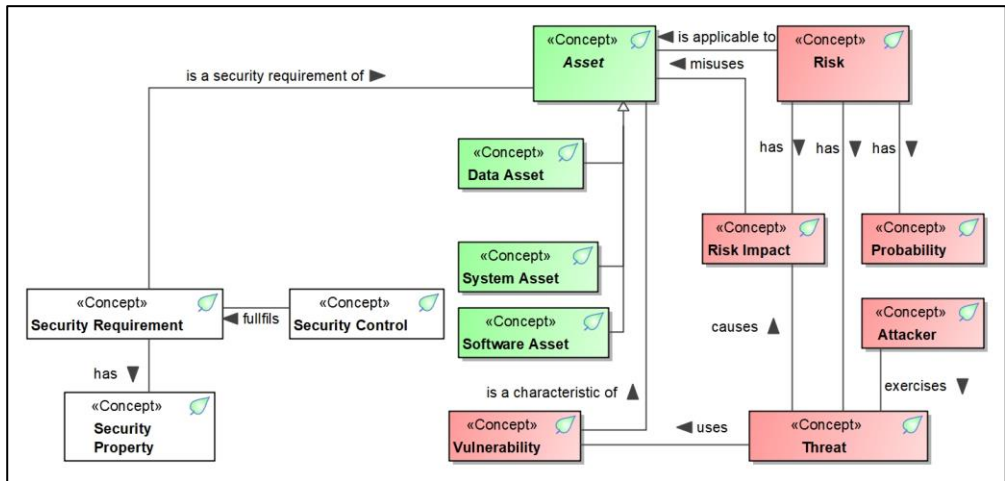 «Concept»
Asset
is applicable to
«Concept»
Risk
misuses
is a security requirement of
«Concept»
Data Asset
has
has
has
«Concept»
Risk Impact
«Concept»
Probability
«Concept»
System Asset
«Concept»
Security Requirement
fullfils
«Concept»
Security Control
«Concept»
Software Asset
causes
«Concept»
Attacker
has
is a characteristic of
exercises
«Concept»
Security
Property
«Concept»
Vulnerability
uses
«Concept»
Threat